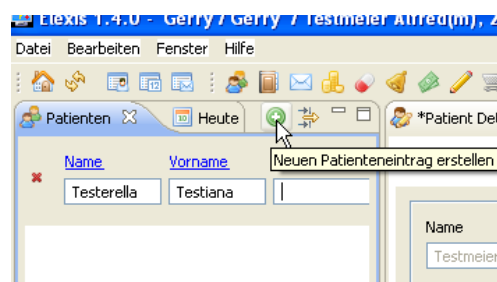 Elexis 1.4.0 - Gerry / Gerry / Testmeier Alfred(m), 2
Datei Bearbeiten Fenster Hilfe
Patienten Heute *Patient Det
Neuen Patienteneintrag erstellen
Name Vorname
Testerella Testiana
Name
Testmeier